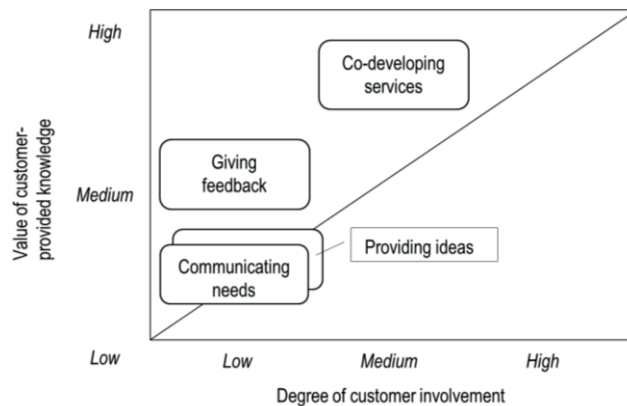 High
Co-developing
services
Value of customer-
provided knowledge
Giving
feedback
Medium
Providing ideas
Communicating
needs
Low
Low
Medium
High
Degree of customer involvement